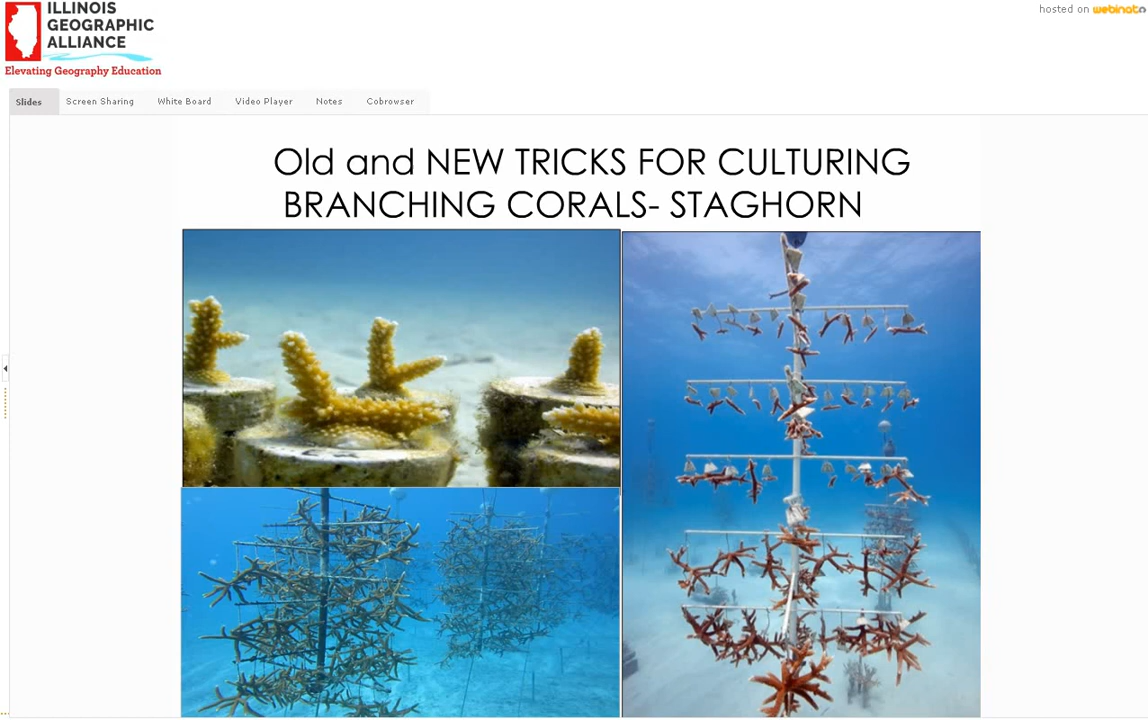 ILLINOIS
GEOGRAPHIC
ALLIANCE
Elevating Geography Education
hosted on webinato
Slides
Screen Sharing
White Board
Video Player
Notes
Cobrowser
Old and NEW TRICKS FOR CULTURING
BRANCHING CORALS- STAGHORN